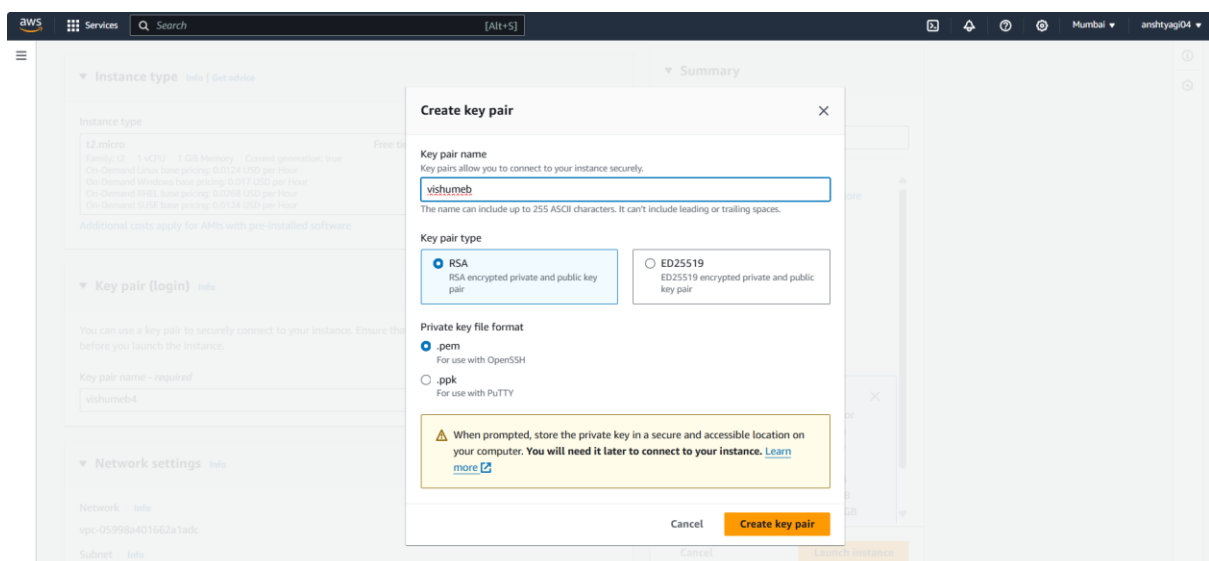 aws Services Search [Alt+S] Mumbai anshtyagi04
Instance type Info | Get advice
Summary
Instance type
t2.micro Free tie
Family: t2 1 vCPU 1 GiB Memory Current generation: true
On-Demand Linux base pricing: 0.0124 USD per Hour
On-Demand Windows base pricing: 0.017 USD per Hour
On-Demand RHEL base pricing: 0.0268 USD per Hour
On-Demand SUSE base pricing: 0.0124 USD per Hour
Additional costs apply for AMIs with pre-installed software
ore
Key pair (login) Info
You can use a key pair to securely connect to your instance. Ensure tha
before you launch the instance.
Key pair name - required
vishumeb4
Network settings Info
Network Info
vpc-05998a401662a1adc
Subnet Info
Create key pair
Key pair name
Key pairs allow you to connect to your instance securely.
vishumeb
The name can include up to 255 ASCII characters. It can't include leading or trailing spaces.
Key pair type
RSA
RSA encrypted private and public key
pair
ED25519
ED25519 encrypted private and public
key pair
Private key file format
.pem
For use with OpenSSH
.ppk
For use with PuTTY
When prompted, store the private key in a secure and accessible location on
your computer. You will need it later to connect to your instance. Learn
more
Cancel Create key pair
Cancel Launch instance